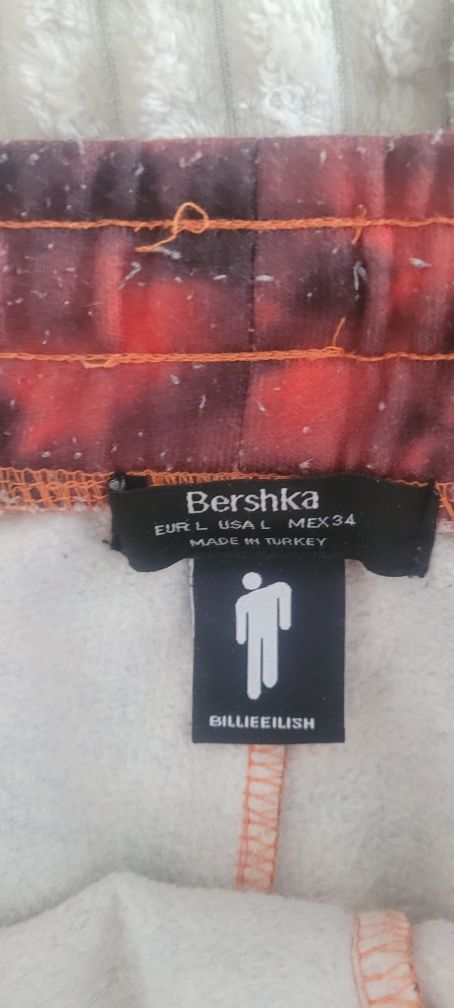 Bershka
EUR L USA L MEX 34
MADE IN TURKEY
BILLIEEILISH